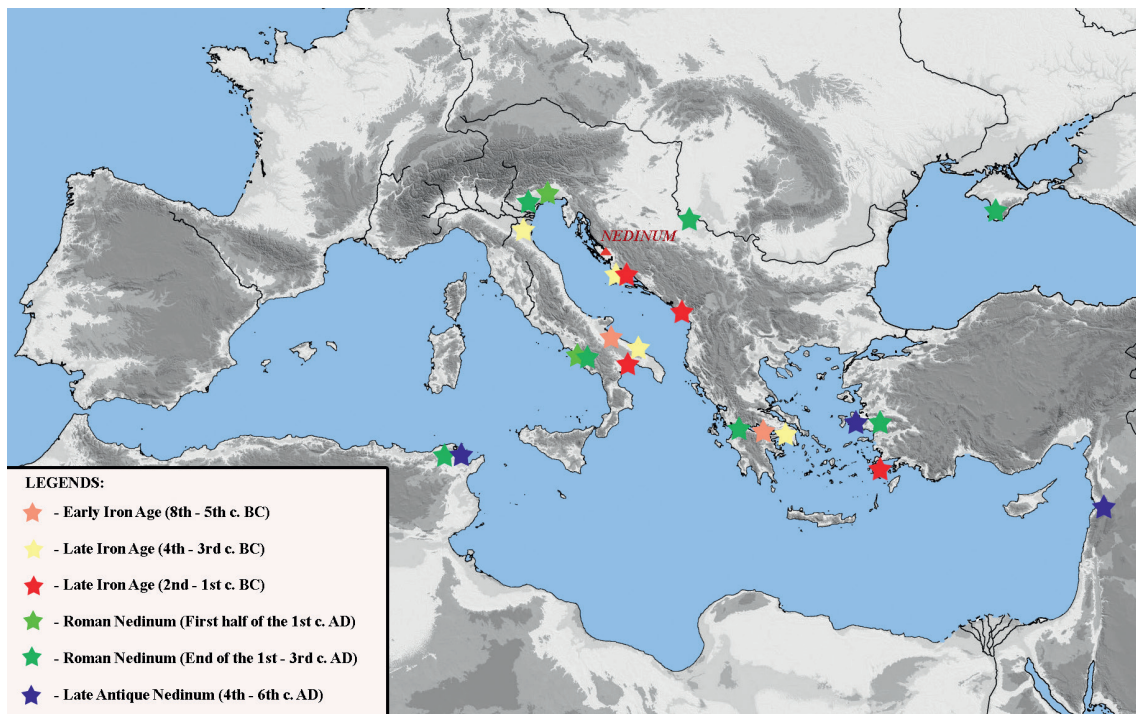 NEDINUM
LEGENDS:
- Early Iron Age (8th - 5th c. BC)
- Late Iron Age (4th - 3rd c. BC)
- Late Iron Age (2nd - 1st c. BC)
- Roman Nedinum (First half of the 1st c. AD)
- Roman Nedinum (End of the 1st - 3rd c. AD)
- Late Antique Nedinum (4th - 6th c. AD)